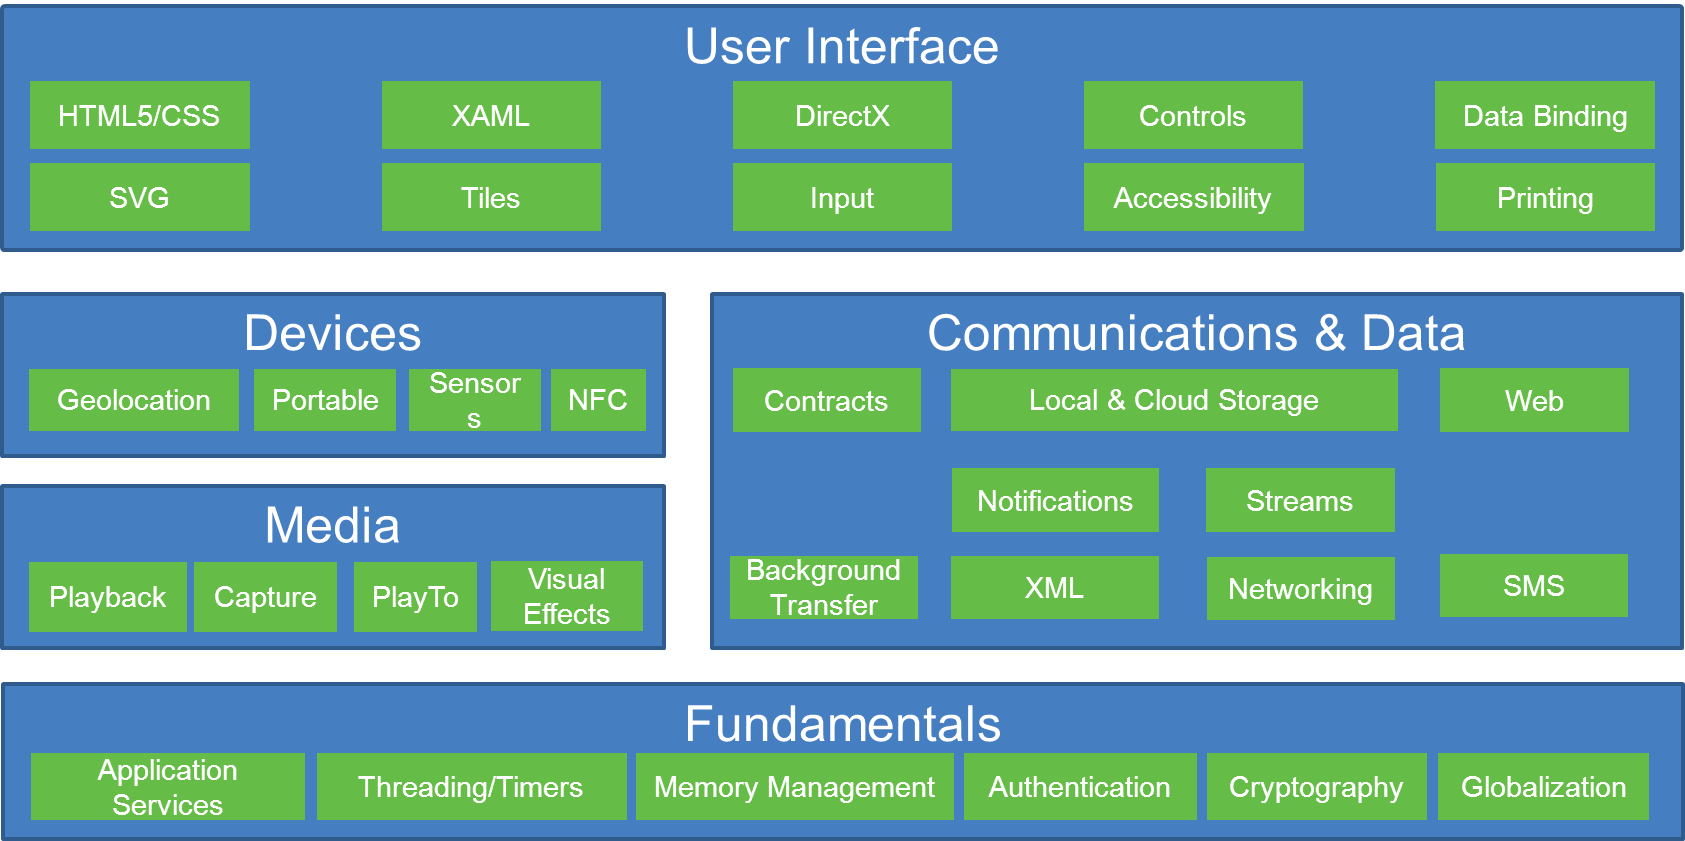 User Interface
HTML5/CSS
XAML
DirectX
Controls
Data Binding
SVG
Tiles
Input
Accessibility
Printing
Devices
Geolocation
Portable
Sensor
s
NFC
Media
Playback
Capture
PlayTo
Visual
Effects
Communications & Data
Contracts
Local & Cloud Storage
Web
Notifications
Streams
Background
Transfer
XML
Networking
SMS
Fundamentals
Application
Services
Threading/Timers
Memory Management
Authentication
Cryptography
Globalization